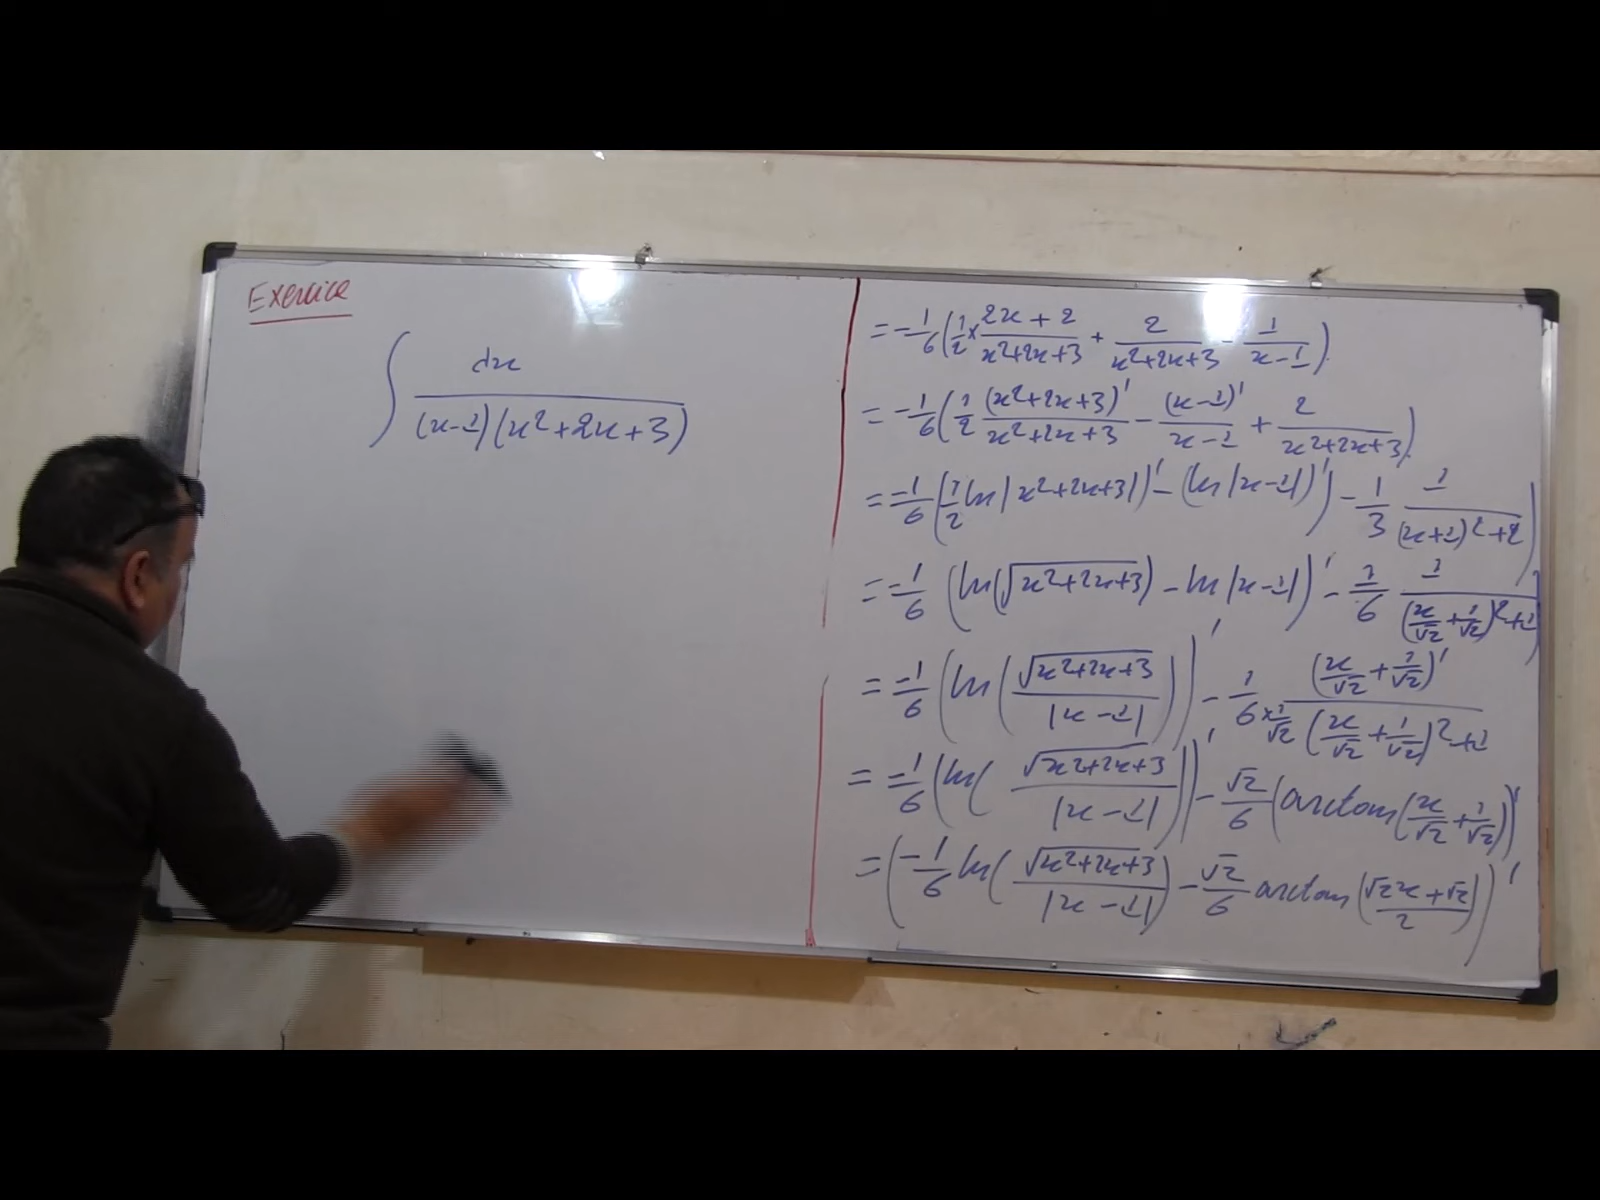 Exercice
∫ dx / (x-1)(x²+2x+3)
= -1/6 (1/2 × (2x+2)/(x²+2x+3) + 2/(x²+2x+3) - 1/(x-1))
= -1/6 (1/2 (x²+2x+3)'/(x²+2x+3) - (x-1)'/(x-1) + 2/(x²+2x+3))
= -1/6 (1/2 ln|x²+2x+3|)' - (ln|x-1|)') - 1/3 1/((x+1)²+2)
= -1/6 (ln(√(x²+2x+3)) - ln|x-1|)' - 1/6 1/((x/√2 + 1/√2)²+1)
= -1/6 (ln(√(x²+2x+3)/|x-1|))' - 1/(6×1/√2) (x/√2 + 1/√2)'/((x/√2 + 1/√2)²+1)
= -1/6 (ln(√(x²+2x+3)/|x-1|))' - √2/6 (arctan(x/√2 + 1/√2))'
= (-1/6 ln(√(x²+2x+3)/|x-1|) - √2/6 arctan((√2x+√2)/2))'